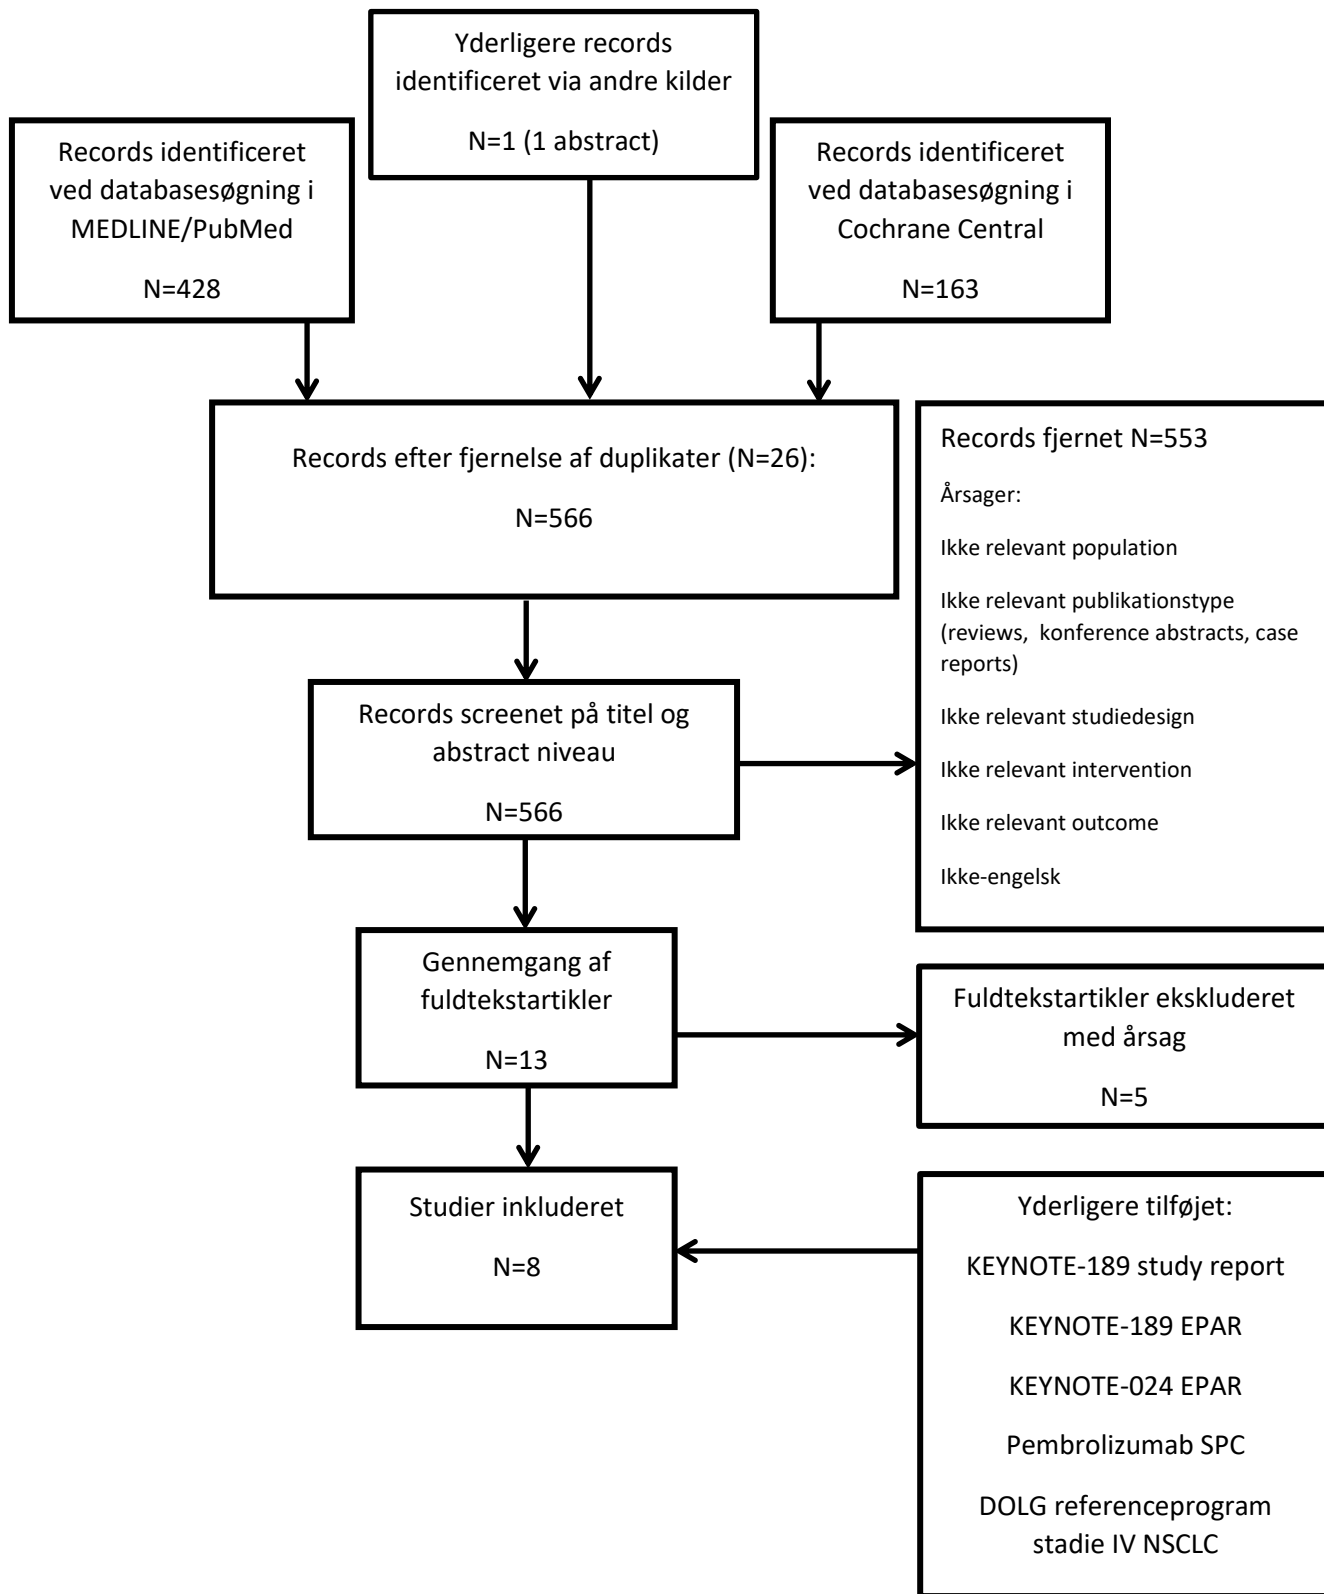 Yderligere records
identificeret via andre kilder
N=1 (1 abstract)
Records identificeret
ved databasesøgning i
MEDLINE/PubMed
N=428
Records identificeret
ved databasesøgning i
Cochrane Central
N=163
Records efter fjernelse af duplikater (N=26):
N=566
Records fjernet N=553
Årsager:
Ikke relevant population
Ikke relevant publikationstype
(reviews, konference abstracts, case
reports)
Ikke relevant studiedesign
Ikke relevant intervention
Ikke relevant outcome
Ikke-engelsk
Records screenet på titel og
abstract niveau
N=566
Gennemgang af
fuldtekstartikler
N=13
Fuldtekstartikler ekskluderet
med årsag
N=5
Studier inkluderet
N=8
Yderligere tilføjet:
KEYNOTE-189 study report
KEYNOTE-189 EPAR
KEYNOTE-024 EPAR
Pembrolizumab SPC
DOLG referenceprogram
stadie IV NSCLC